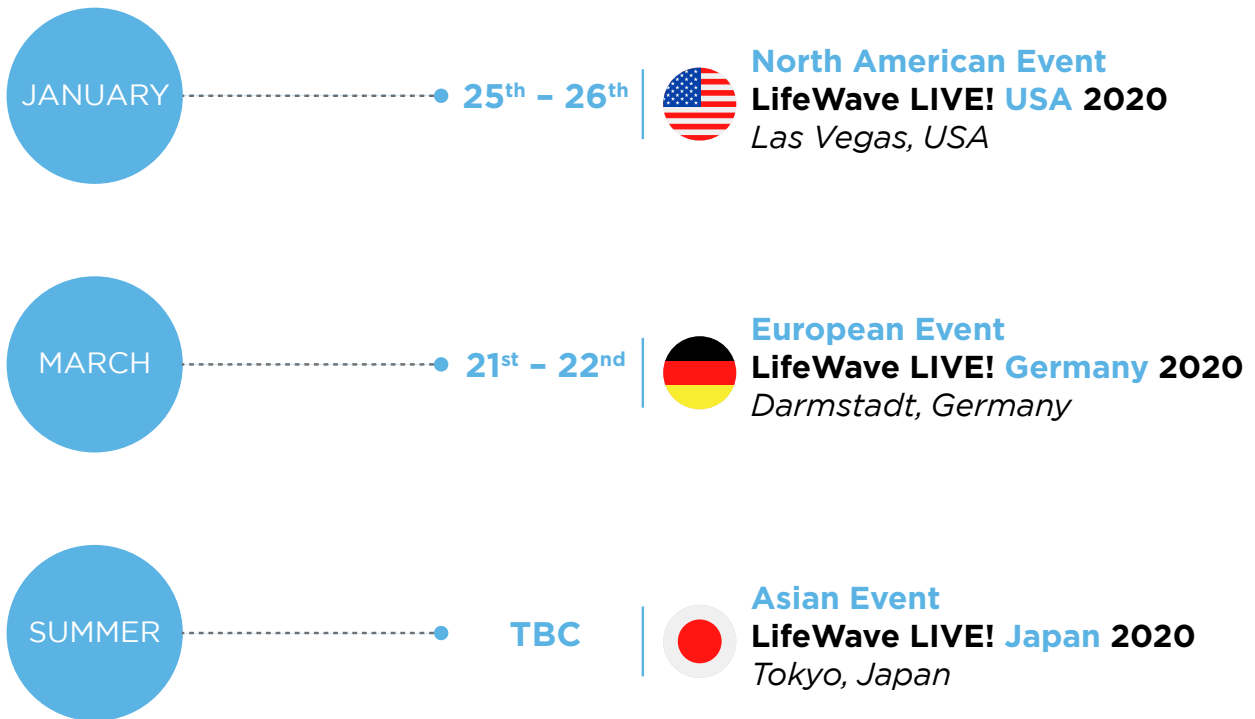 JANUARY
25th – 26th
North American Event
LifeWave LIVE! USA 2020
Las Vegas, USA
MARCH
21st – 22nd
European Event
LifeWave LIVE! Germany 2020
Darmstadt, Germany
SUMMER
TBC
Asian Event
LifeWave LIVE! Japan 2020
Tokyo, Japan